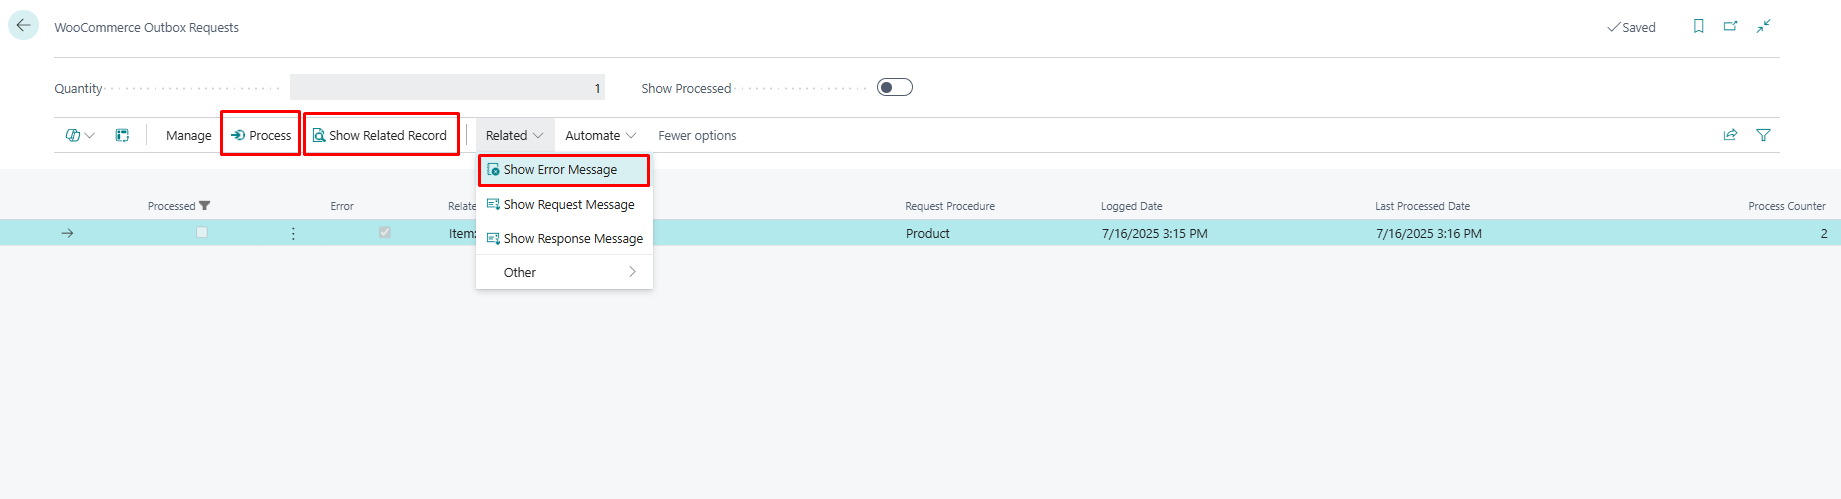 WooCommerce Outbox Requests
Saved
Quantity 1 Show Processed
Manage Process Show Related Record Related Automate Fewer options
Show Error Message
Show Request Message
Show Response Message
Other
Processed Error Request Procedure Logged Date Last Processed Date Process Counter
Product 7/16/2025 3:15 PM 7/16/2025 3:16 PM 2